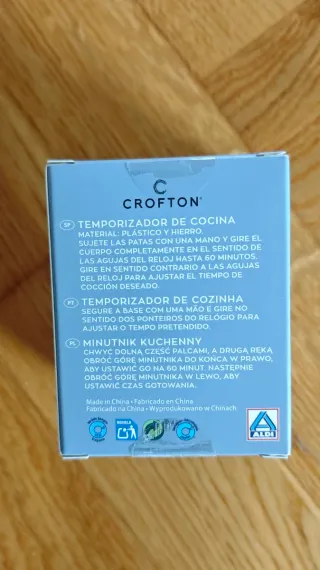 CROFTON
SP TEMPORIZADOR DE COCINA
MATERIAL: PLÁSTICO Y HIERRO.
SUJETE LAS PATAS CON UNA MANO Y GIRE EL
CUERPO COMPLETAMENTE EN EL SENTIDO DE
LAS AGUJAS DEL RELOJ HASTA 60 MINUTOS.
GIRE EN SENTIDO CONTRARIO A LAS AGUJAS
DEL RELOJ PARA AJUSTAR EL TIEMPO DE
COCCIÓN DESEADO.
PT TEMPORIZADOR DE COZINHA
SEGURE A BASE COM UMA MÃO E GIRE NO
SENTIDO DOS PONTEIROS DO RELÓGIO PARA
AJUSTAR O TEMPO PRETENDIDO.
PL MINUTNIK KUCHENNY
CHWYĆ DOLNĄ CZĘŚĆ PALCAMI, A DRUGĄ RĘKĄ
OBRÓĆ GÓRĘ MINUTNIKA DO KOŃCA W PRAWO,
ABY USTAWIĆ GO NA 60 MINUT. NASTĘPNIE
OBRÓĆ GÓRĘ MINUTNIKA W LEWO, ABY
USTAWIĆ CZAS GOTOWANIA.
Made in China • Fabricado en China
Fabricado na China • Wyprodukowano w Chinach
ALDI